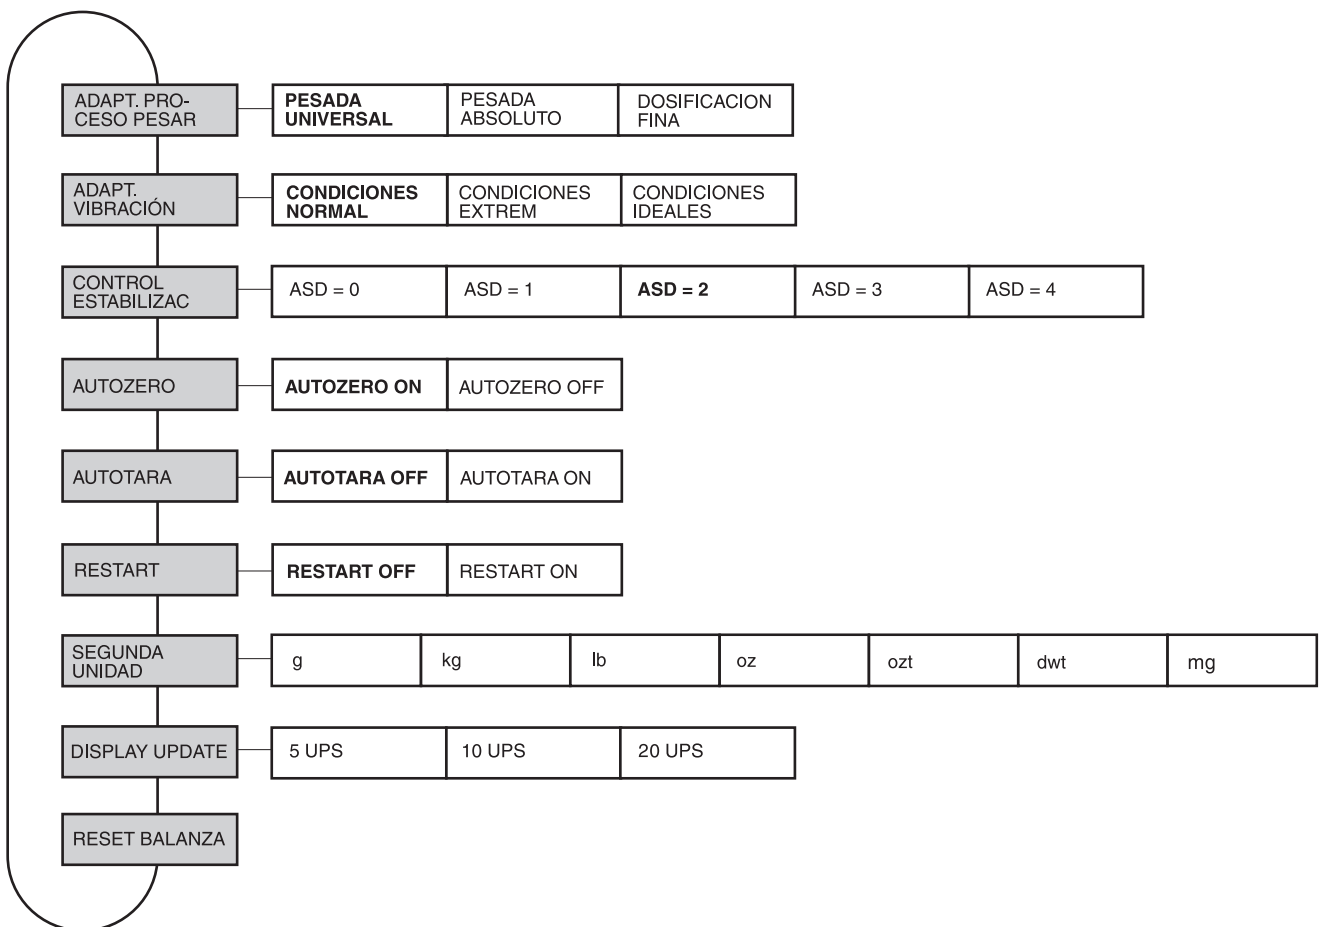 ADAPT. PRO-
CESO PESAR
PESADA
UNIVERSAL
PESADA
ABSOLUTO
DOSIFICACION
FINA
ADAPT.
VIBRACIÓN
CONDICIONES
NORMAL
CONDICIONES
EXTREM
CONDICIONES
IDEALES
CONTROL
ESTABILIZAC
ASD = 0
ASD = 1
ASD = 2
ASD = 3
ASD = 4
AUTOZERO
AUTOZERO ON
AUTOZERO OFF
AUTOTARA
AUTOTARA OFF
AUTOTARA ON
RESTART
RESTART OFF
RESTART ON
SEGUNDA
UNIDAD
g
kg
lb
oz
ozt
dwt
mg
DISPLAY UPDATE
5 UPS
10 UPS
20 UPS
RESET BALANZA